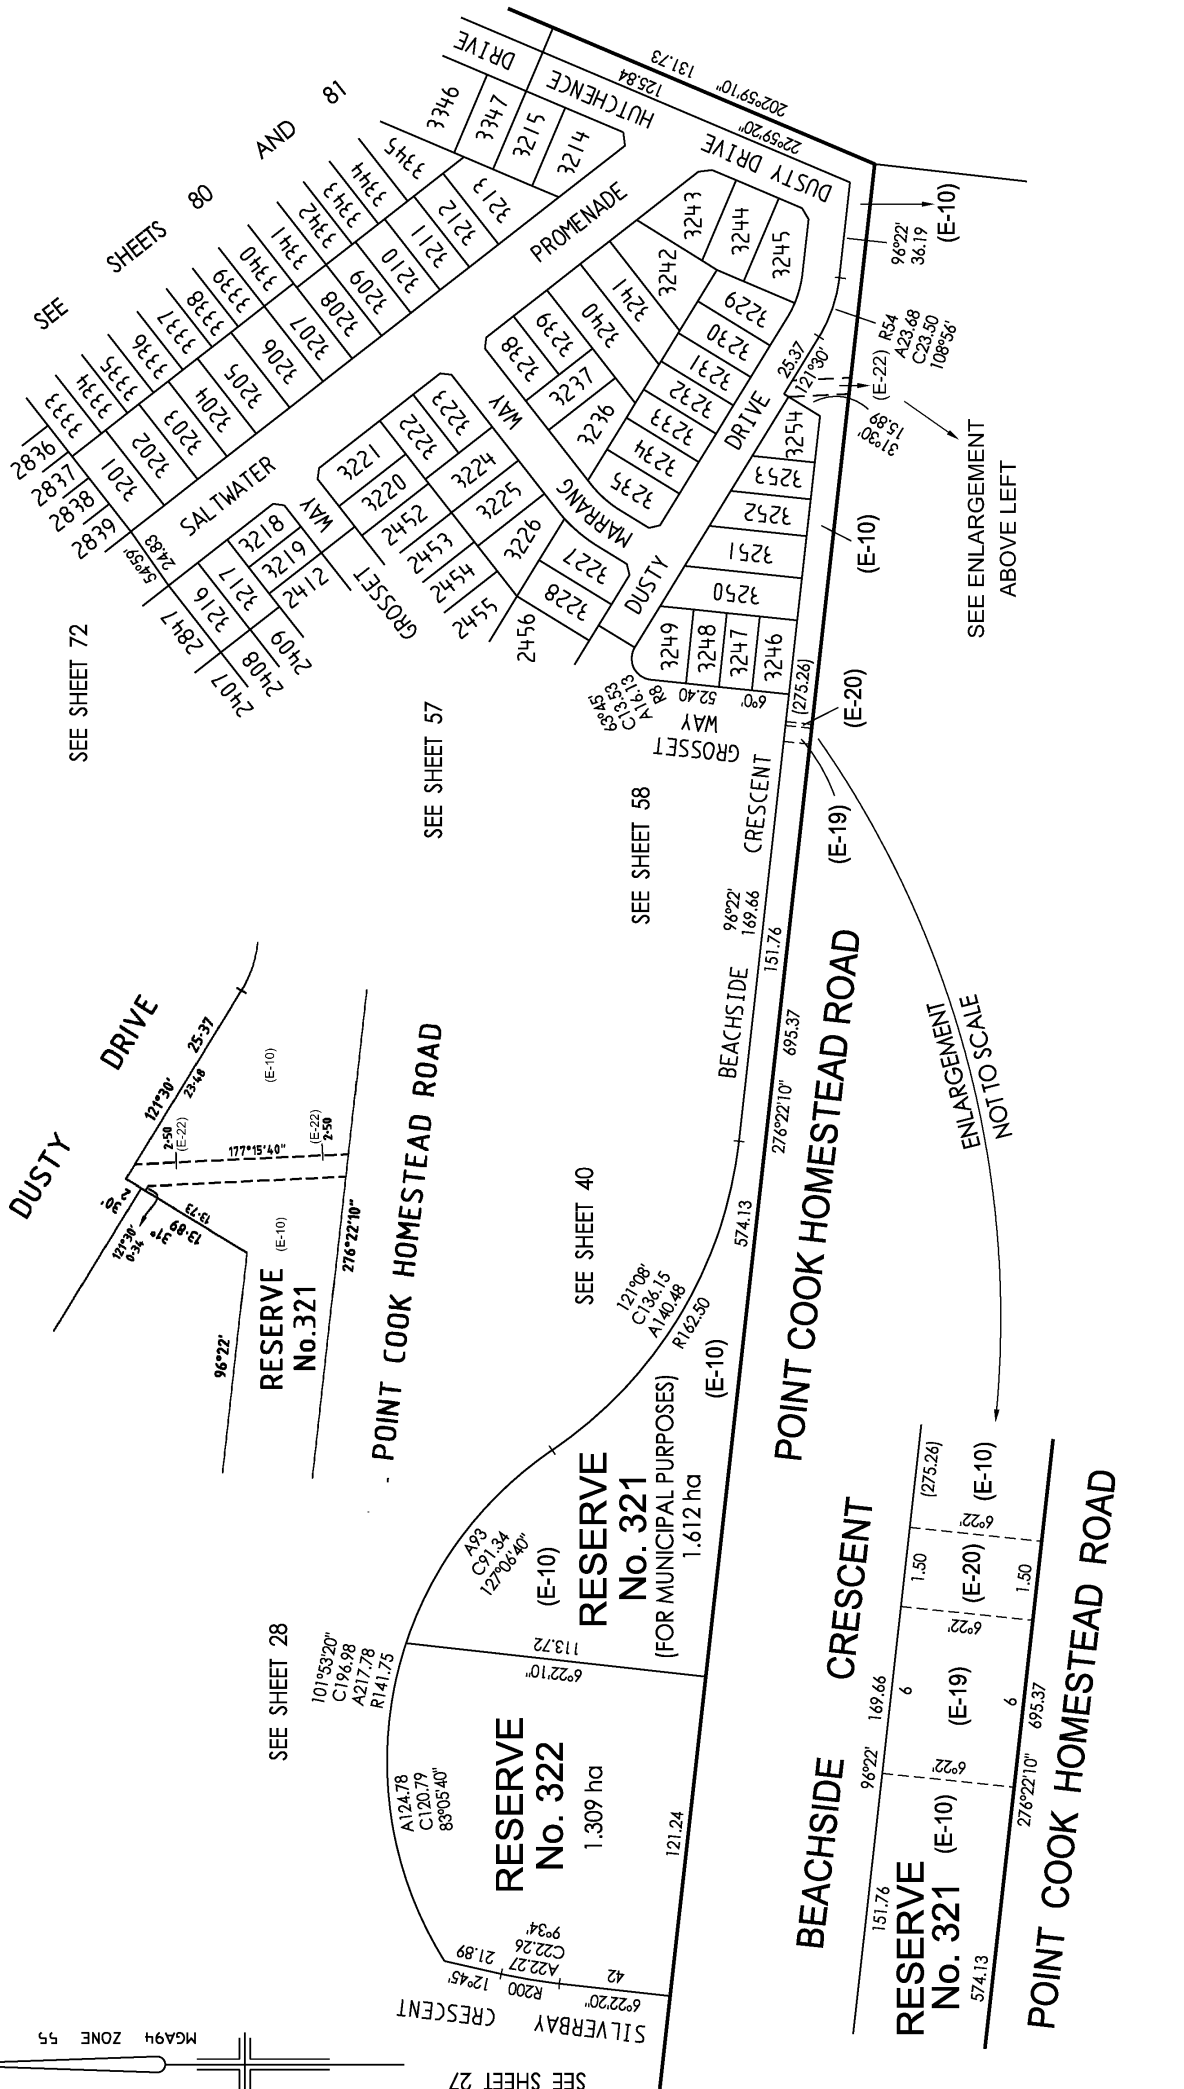 SEE SHEETS 80 AND 81
SEE SHEET 72
SEE SHEET 57
SEE SHEET 58
SEE SHEET 40
SEE SHEET 28
SEE SHEET 27
MGA94 ZONE 55
2836
2837
2838
2839
3333
3334
3335
3336
3337
3338
3339
3340
3341
3342
3343
3344
3345
3346
3347
3215
3214
3201
3202
3203
3204
3205
3206
3207
3208
3209
3210
3211
3212
3213
DRIVE
HUTCHENCE
SALTWATER
PROMENADE
54°59'
24.83
2847
2407
2408
2409
3216
3217
3218
3219
2412
GROSSET
WAY
3221
3220
2452
2453
2454
2455
2456
3222
3223
3224
3225
3226
3227
3228
MARRANG
WAY
3238
3239
3240
3241
3242
3243
3244
3245
3237
3236
3229
3230
3231
3232
3233
3234
3235
DUSTY DRIVE
DUSTY
DRIVE
125.84
131.73
22°59'20"
202°59'10"
3254
3253
3252
3251
3250
3249
3248
3247
3246
25.37
121°30'
(E-22)
31°30'
15.89
R54
A23.68
C23.50
108°56'
96°22'
36.19
(E-10)
(E-10)
SEE ENLARGEMENT
ABOVE LEFT
63°45'
C13.53
A16.13
R8
52.40
6°0'
GROSSET
WAY
(275.26)
(E-20)
(E-19)
BEACHSIDE
CRESCENT
96°22'
169.66
151.76
695.37
276°22'10"
574.13
POINT COOK HOMESTEAD ROAD
ENLARGEMENT
NOT TO SCALE
DUSTY
DRIVE
121°30'
25·37
23·48
2·50
(E-22)
(E-10)
(E-22)
2·50
177°15'40"
121°30'
0·34
31°
30'
13·89
13·73
(E-10)
96°22'
RESERVE
No.321
276°22'10"
POINT COOK HOMESTEAD ROAD
121°08'
C136.15
A140.48
R162.50
(E-10)
RESERVE
No. 321
(FOR MUNICIPAL PURPOSES)
1.612 ha
A93
C91.34
127°06'40"
(E-10)
101°53'20"
C196.98
A217.78
R141.75
113.72
6°22'10"
RESERVE
No. 322
1.309 ha
A124.78
C120.79
83°05'40"
121.24
21.89
12°45'
9°34'
C22.26
A22.27
R200
42
6°22'20"
SILVERBAY
CRESCENT
BEACHSIDE
CRESCENT
96°22'
169.66
151.76
(275.26)
(E-10)
6°22'
1.50
(E-20)
1.50
6°22'
6
(E-19)
6
6°22'
(E-10)
RESERVE
No. 321
574.13
276°22'10"
695.37
POINT COOK HOMESTEAD ROAD